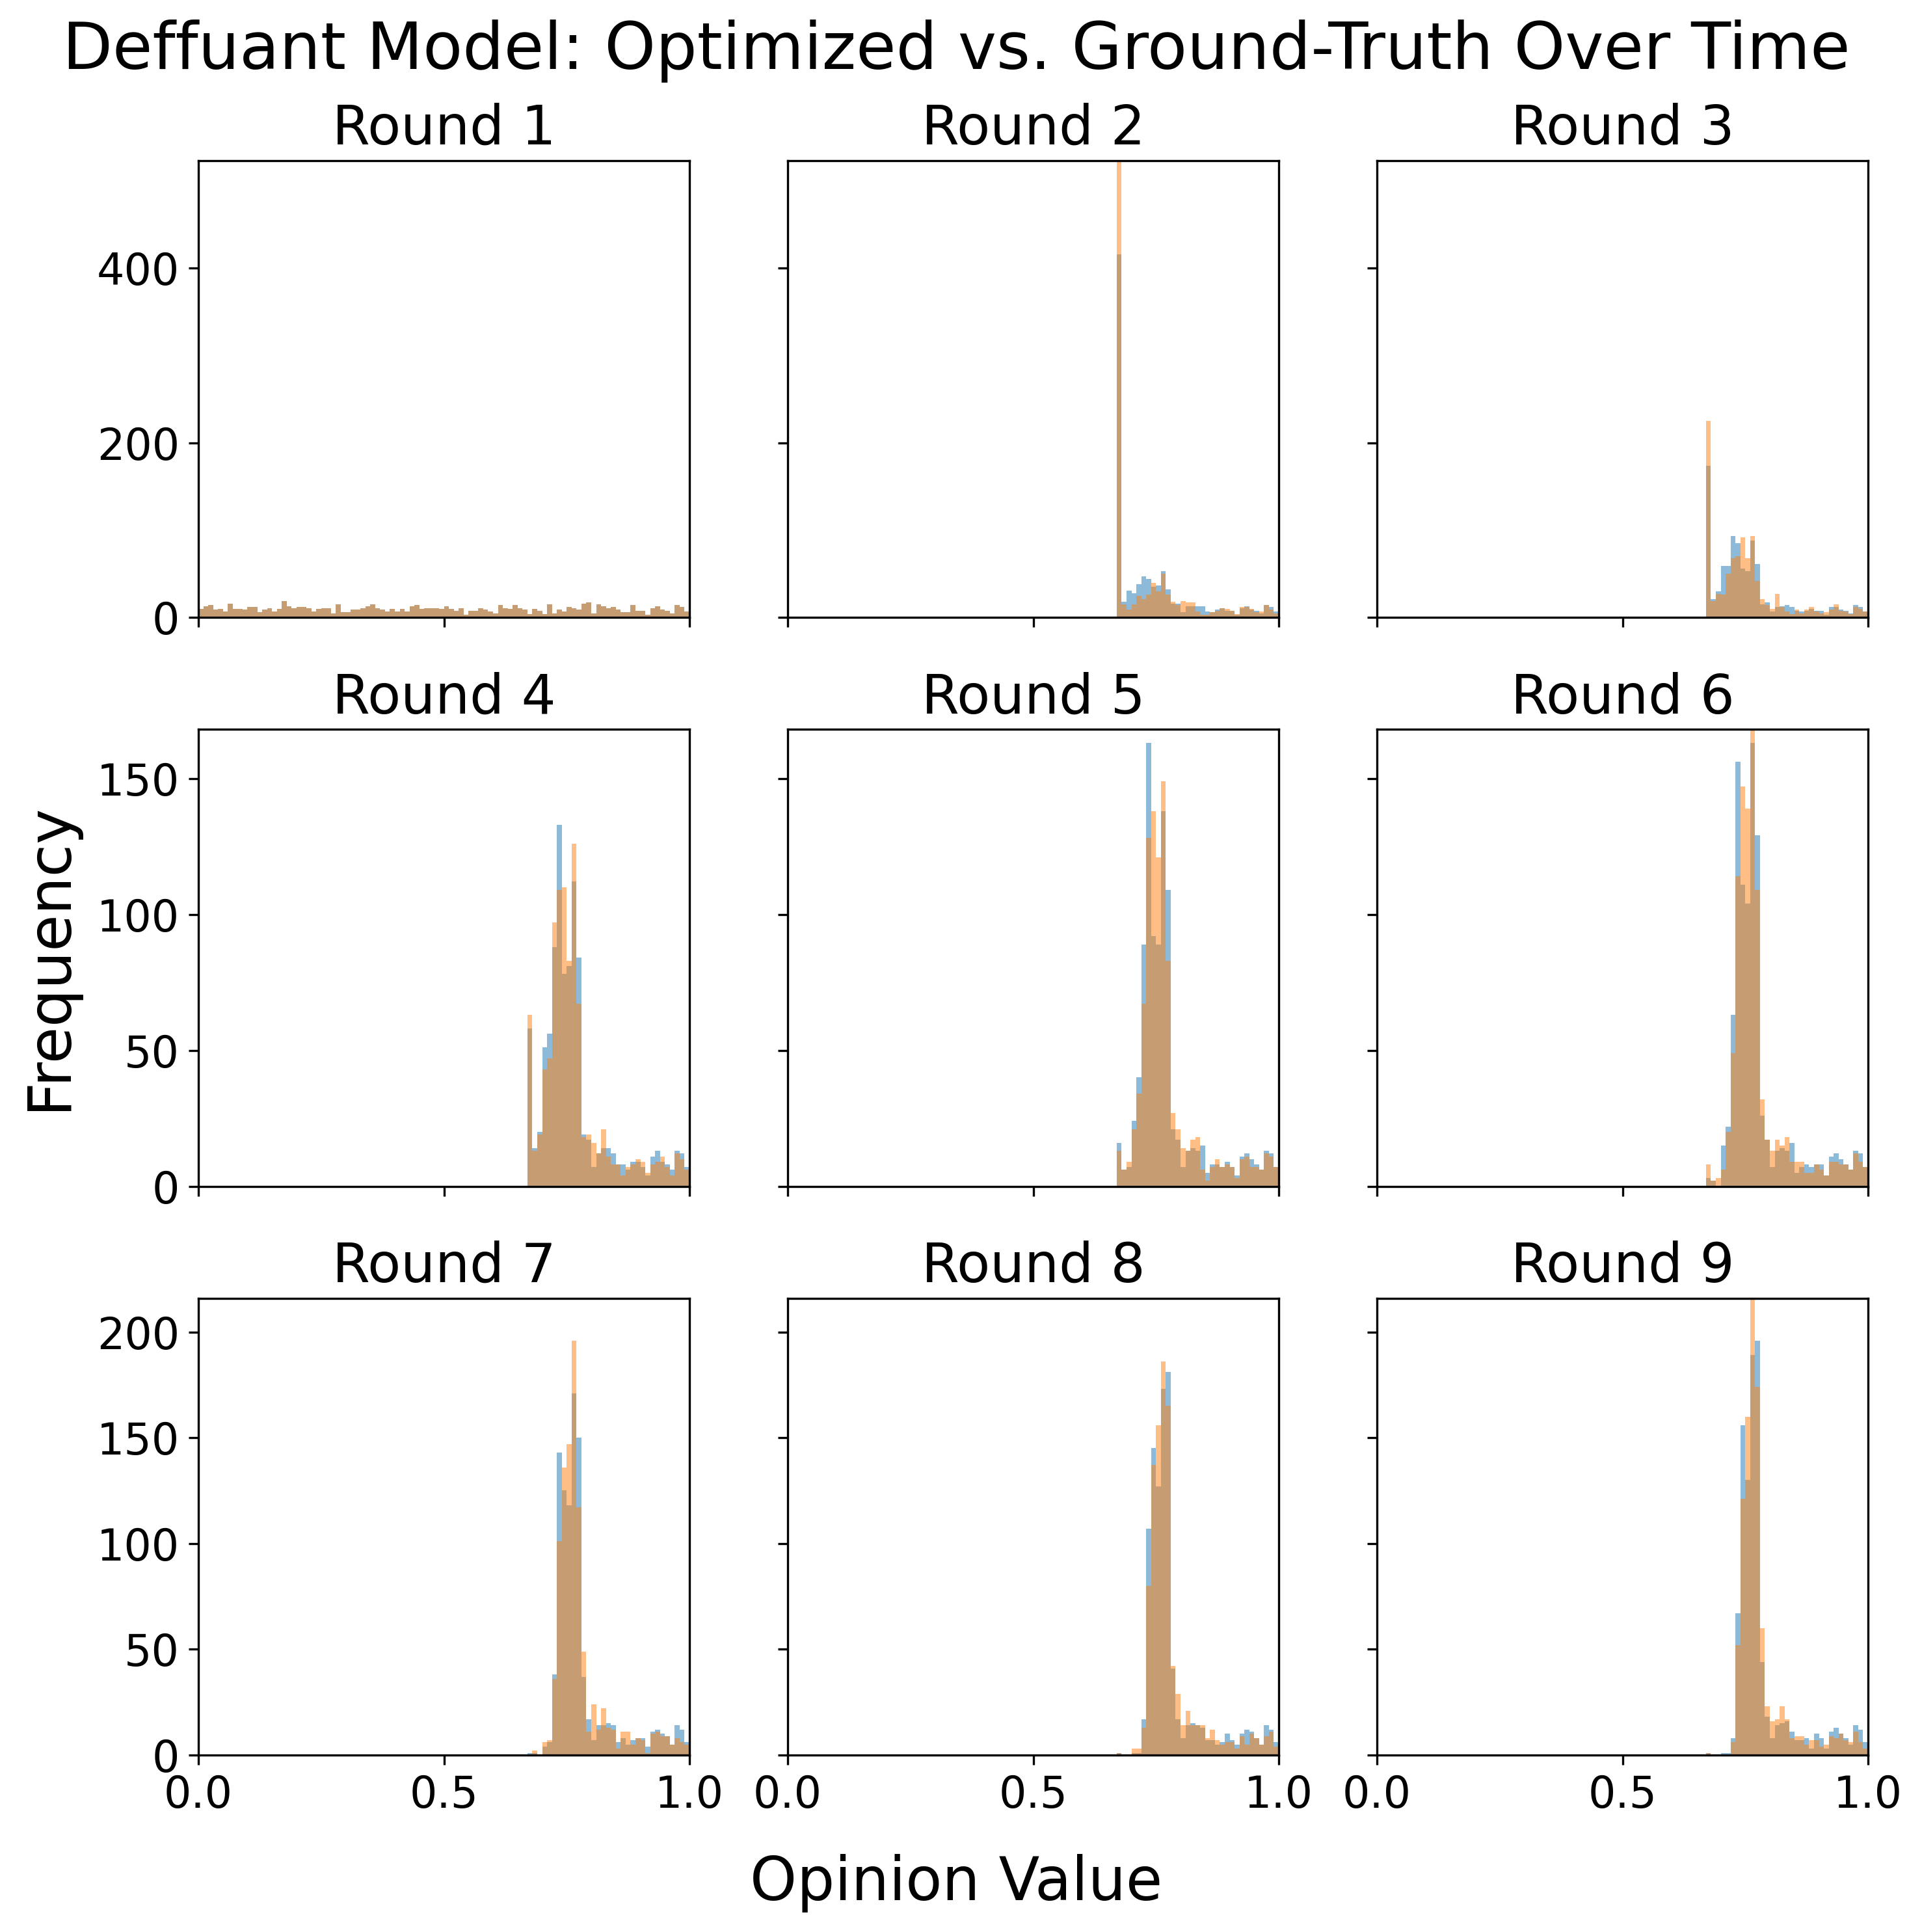 Deffuant Model: Optimized vs. Ground-Truth Over Time
Round 1
Round 2
Round 3
400
200
0
Round 4
Round 5
Round 6
150
100
50
0
Frequency
Round 7
Round 8
Round 9
200
150
100
50
0
0.0 0.5 1.0
0.0 0.5 1.0
0.0 0.5 1.0
Opinion Value